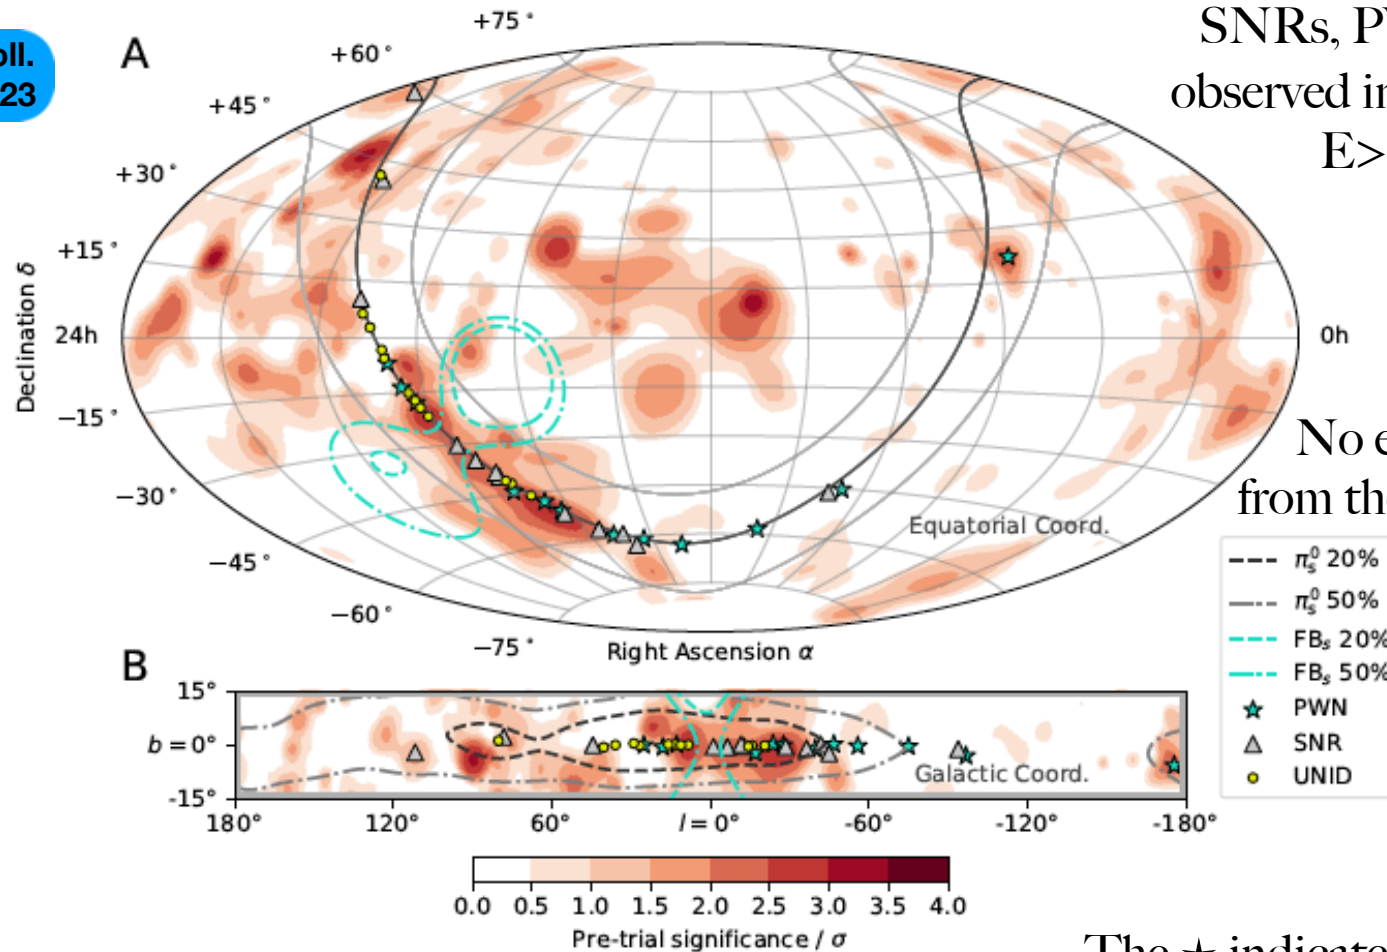 oll.
23
SNRs, P
observed i
E>
A
+75°
+60°
+45°
+30°
+15°
24h
−15°
−30°
−45°
−60°
−75°
Declination δ
0h
Equatorial Coord.
Right Ascension α
No e
from th
π⁰ₛ 20%
π⁰ₛ 50%
FBₛ 20%
FBₛ 50%
PWN
SNR
UNID
B
15°
b = 0°
-15°
Galactic Coord.
180° 120° 60° l = 0° -60° -120° -180°
0.0 0.5 1.0 1.5 2.0 2.5 3.0 3.5 4.0
Pre-trial significance / σ
The ★ indicate